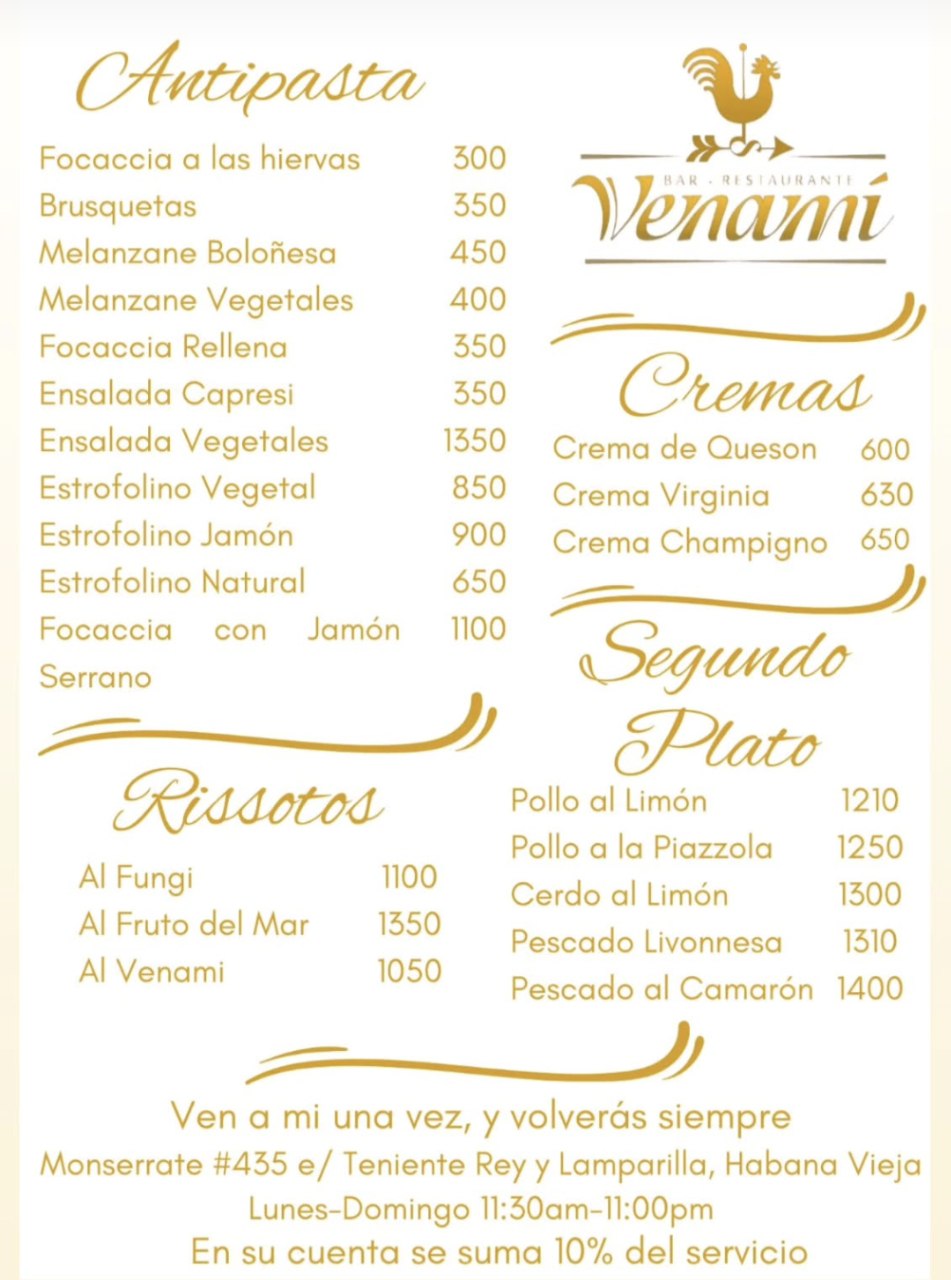 Antipasta
Focaccia a las hiervas 300
Brusquetas 350
Melanzane Boloñesa 450
Melanzane Vegetales 400
Focaccia Rellena 350
Ensalada Capresi 350
Ensalada Vegetales 1350
Estrofolino Vegetal 850
Estrofolino Jamón 900
Estrofolino Natural 650
Focaccia con Jamón 1100
Serrano
Rissotos
Al Fungi 1100
Al Fruto del Mar 1350
Al Venami 1050
BAR - RESTAURANTE
Venamí
Cremas
Crema de Queson 600
Crema Virginia 630
Crema Champigno 650
Segundo
Plato
Pollo al Limón 1210
Pollo a la Piazzola 1250
Cerdo al Limón 1300
Pescado Livonnesa 1310
Pescado al Camarón 1400
Ven a mi una vez, y volverás siempre
Monserrate #435 e/ Teniente Rey y Lamparilla, Habana Vieja
Lunes-Domingo 11:30am-11:00pm
En su cuenta se suma 10% del servicio